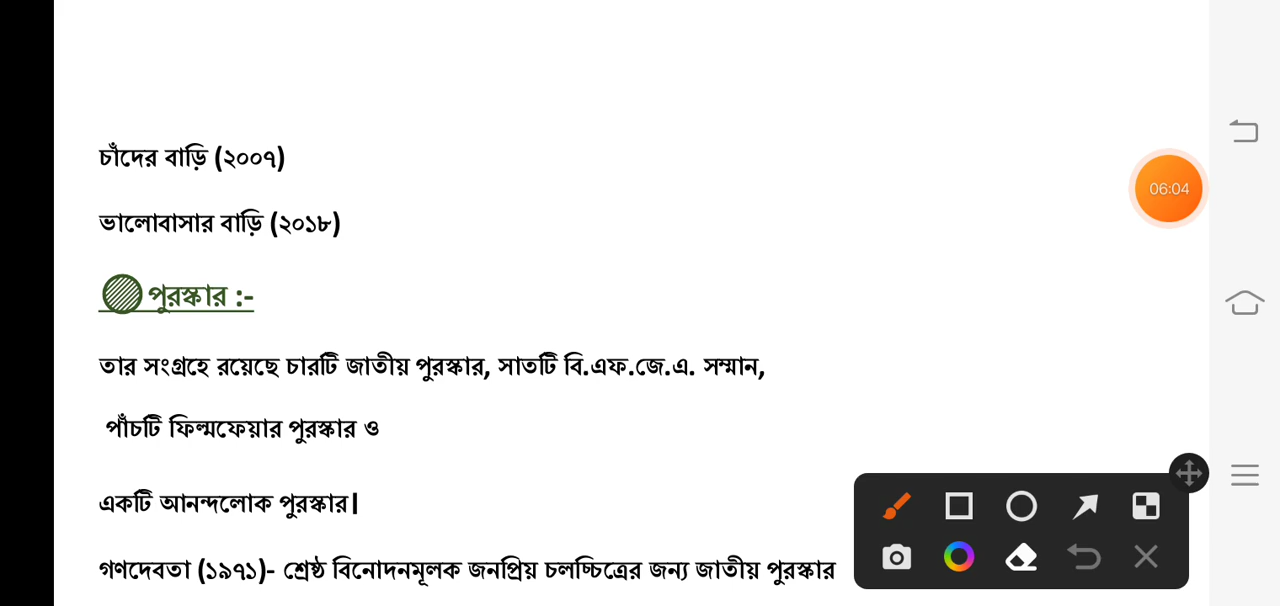 চাঁদের বাড়ি (২০০৭)
06:04
ভালোবাসার বাড়ি (২০১৮)
পুরস্কার :-
তার সংগ্রহে রয়েছে চারটি জাতীয় পুরস্কার, সাতটি বি.এফ.জে.এ. সম্মান,
পাঁচটি ফিল্মফেয়ার পুরস্কার ও
একটি আনন্দলোক পুরস্কার।
গণদেবতা (১৯৭১)- শ্রেষ্ঠ বিনোদনমূলক জনপ্রিয় চলচ্চিত্রের জন্য জাতীয় পুরস্কার